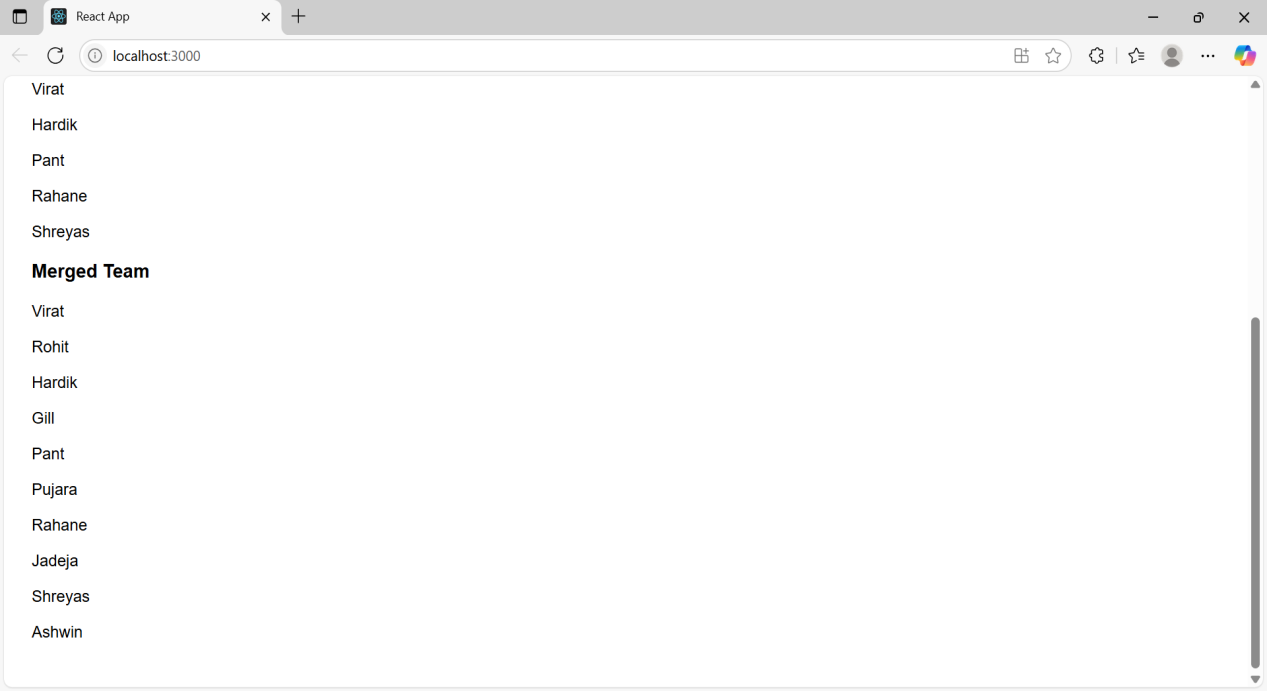 React App
localhost:3000
Virat
Hardik
Pant
Rahane
Shreyas
Merged Team
Virat
Rohit
Hardik
Gill
Pant
Pujara
Rahane
Jadeja
Shreyas
Ashwin